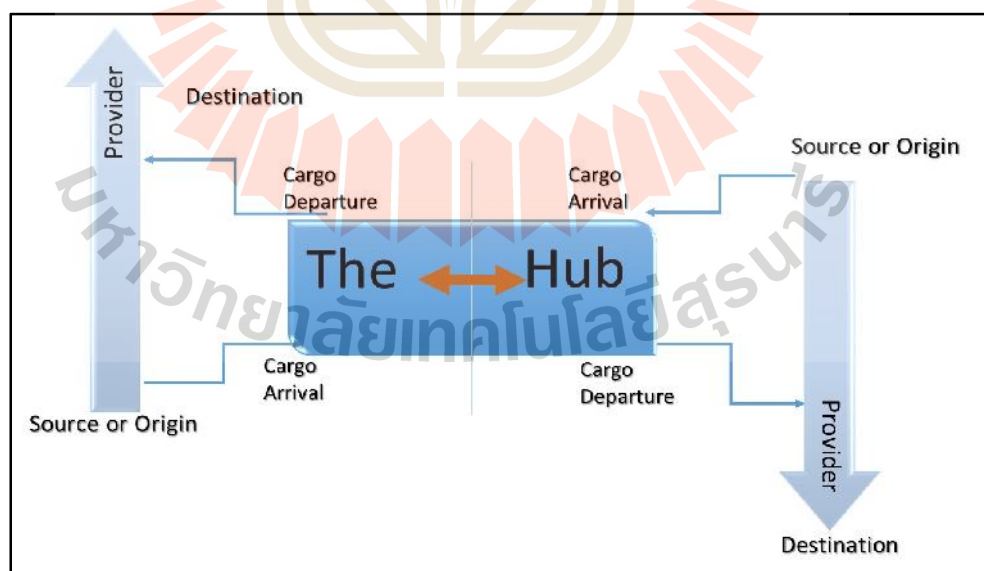 Provider
Destination
Source or Origin
Cargo
Departure
Cargo
Arrival
The Hub
มหาวิทยาลัยเทคโนโลยีสุรนารี
Cargo
Arrival
Cargo
Departure
Source or Origin
Provider
Destination